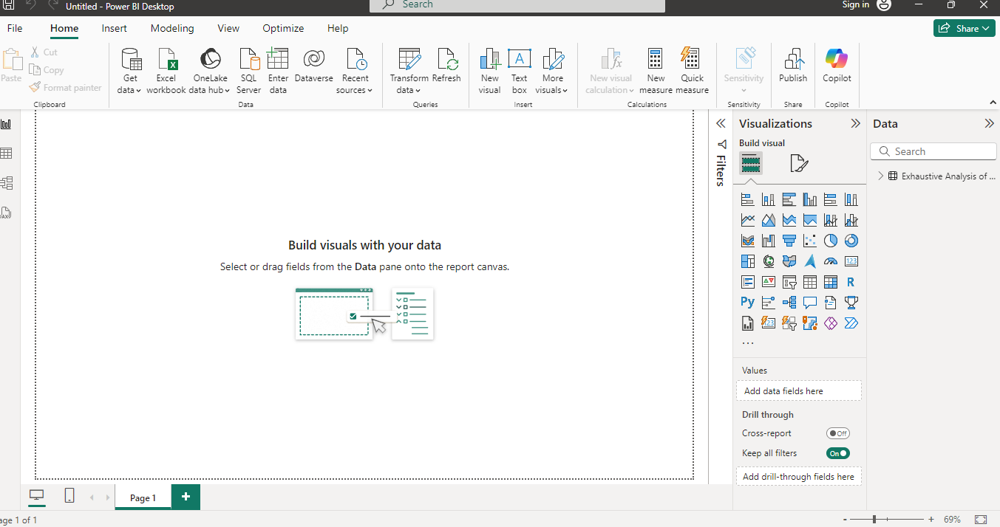 Untitled - Power BI Desktop
Search
Sign in
File Home Insert Modeling View Optimize Help
Share
Paste
Cut
Copy
Format painter
Clipboard
Get data
Excel workbook
OneLake data hub
SQL Server
Enter data
Dataverse
Recent sources
Data
Transform data
Refresh
Queries
New visual
Text box
More visuals
Insert
New visual calculation
New measure
Quick measure
Calculations
Sensitivity
Sensitivity
Publish
Share
Copilot
Copilot
Build visuals with your data
Select or drag fields from the Data pane onto the report canvas.
Filters
Visualizations
Build visual
123
R
Py
123
...
Values
Add data fields here
Drill through
Cross-report
Off
Keep all filters
On
Add drill-through fields here
Data
Search
Exhaustive Analysis of ...
Page 1
age 1 of 1
- + 69%